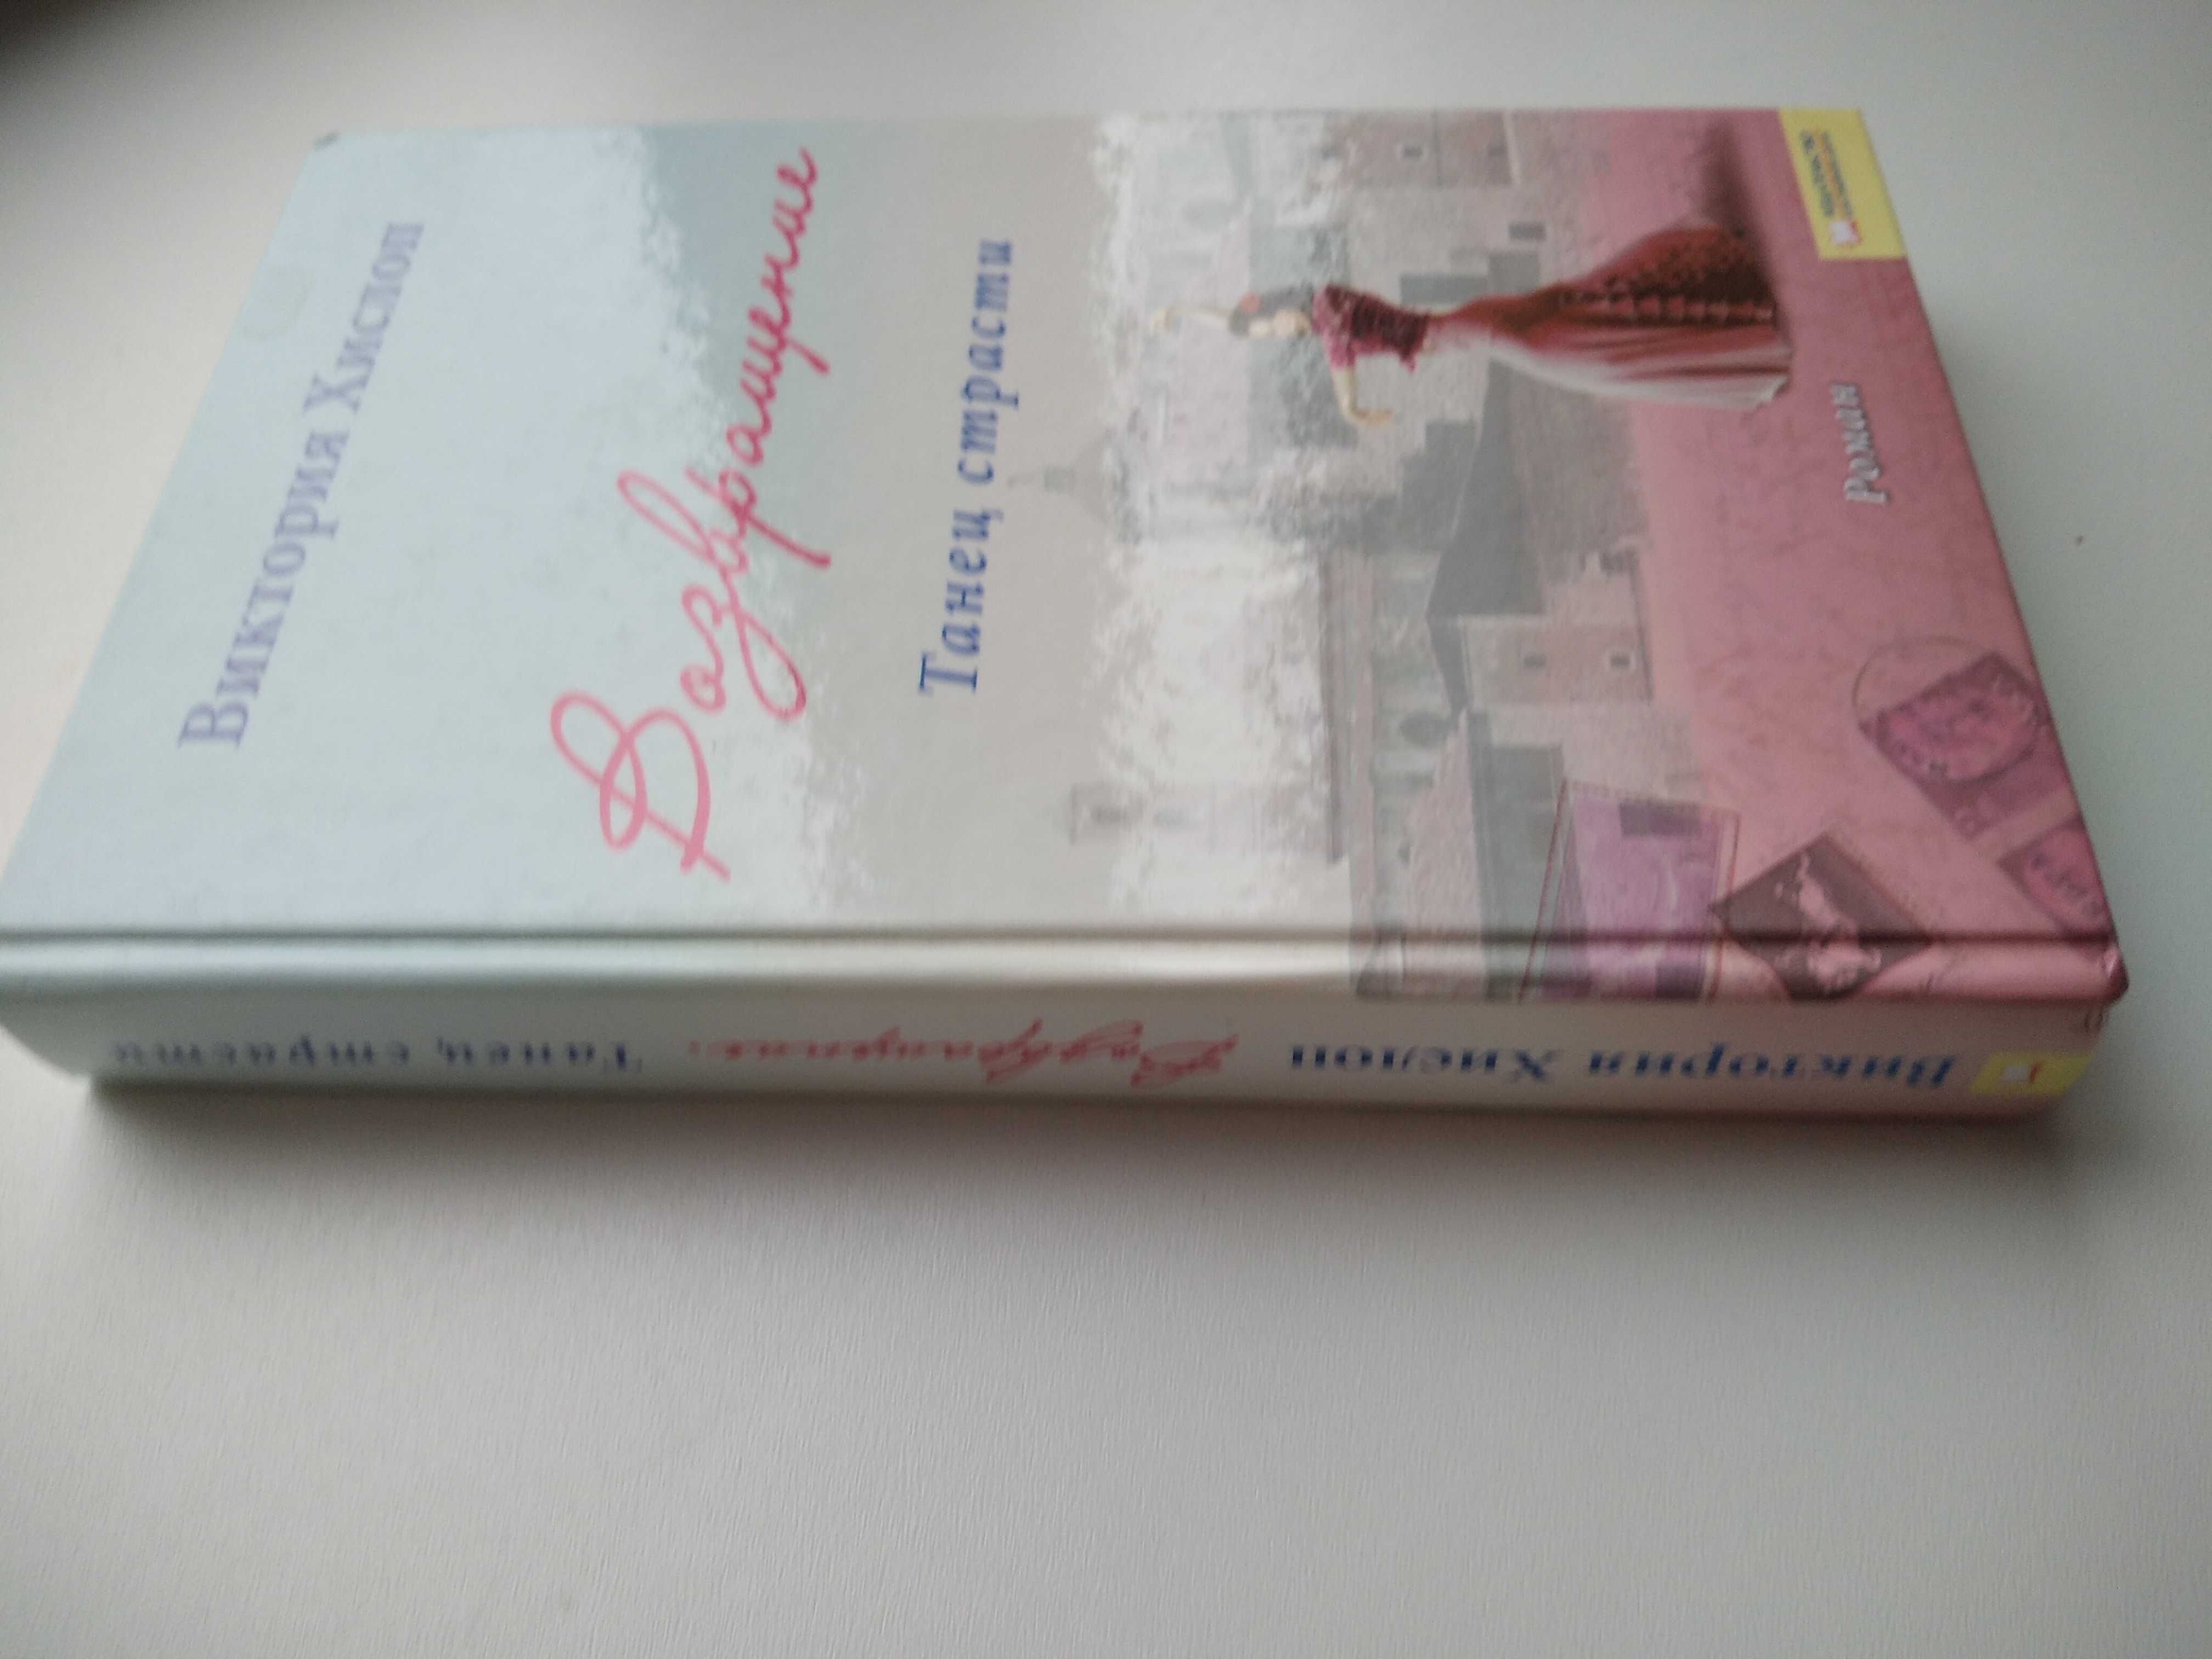 Виктория Хислоп
Возвращение
Танец страсти
Роман
Виктория Хислоп Возвращение. Танец страсти